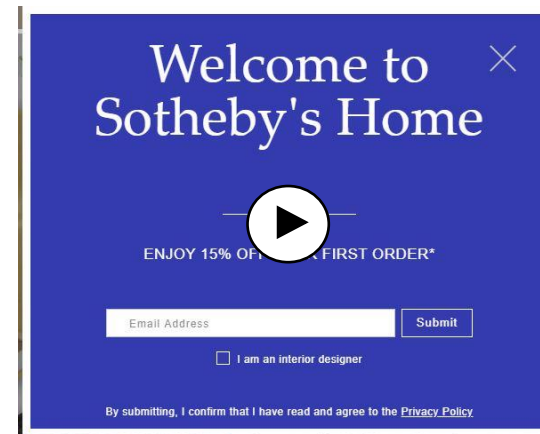 Welcome to
Sotheby's Home
ENJOY 15% FIRST ORDER*
Email Address
Submit
I am an interior designer
By submitting, I confirm that I have read and agree to the Privacy Policy